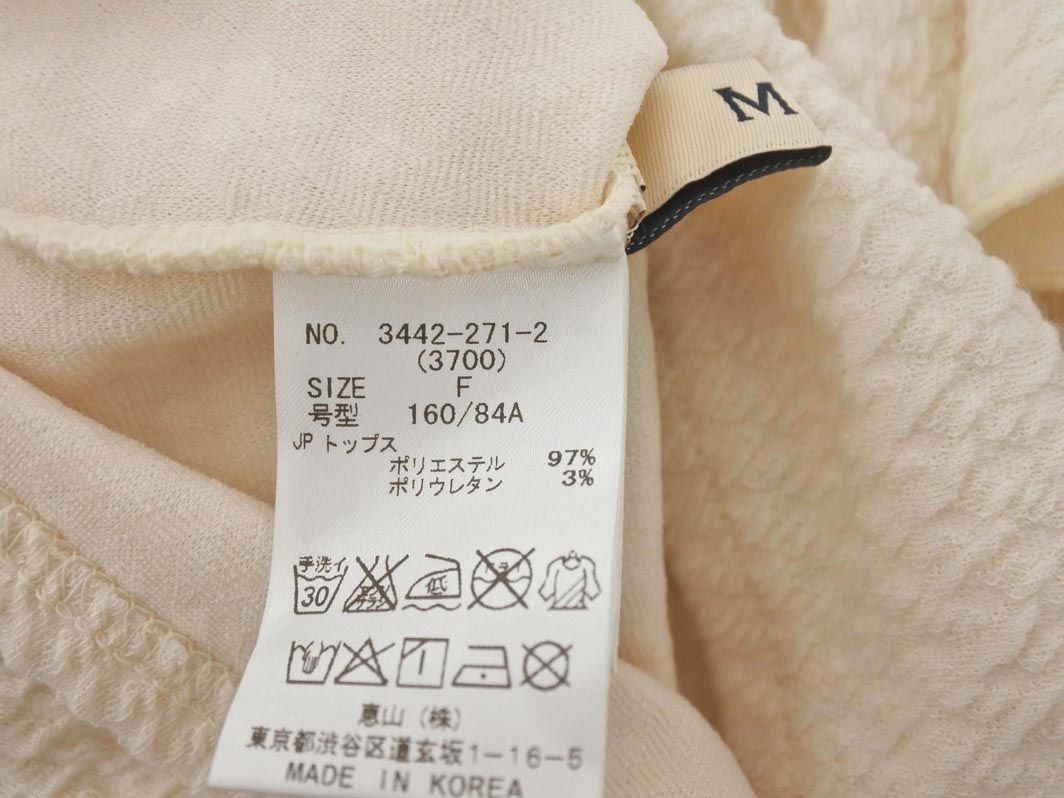 M
NO. 3442-271-2
(3700)
SIZE F
号型 160/84A
JP トップス
ポリエステル 97%
ポリウレタン 3%
手洗イ
30
低
恵山(株)
東京都渋谷区道玄坂1-16-5
MADE IN KOREA